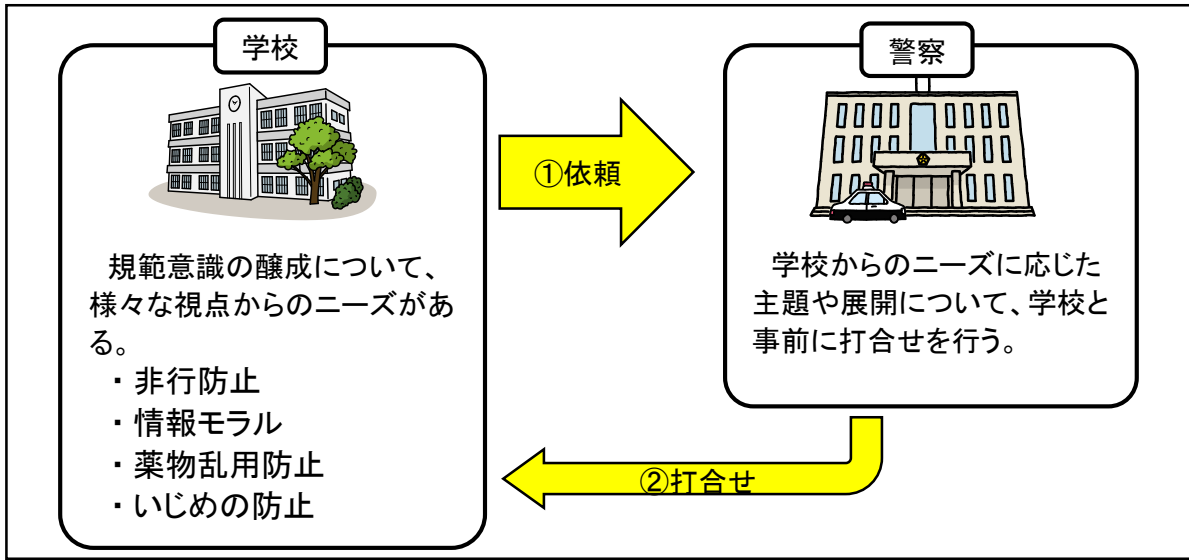 学校
規範意識の醸成について、
様々な視点からのニーズがあ
る。
・非行防止
・情報モラル
・薬物乱用防止
・いじめの防止
①依頼
警察
学校からのニーズに応じた
主題や展開について、学校と
事前に打合せを行う。
②打合せ